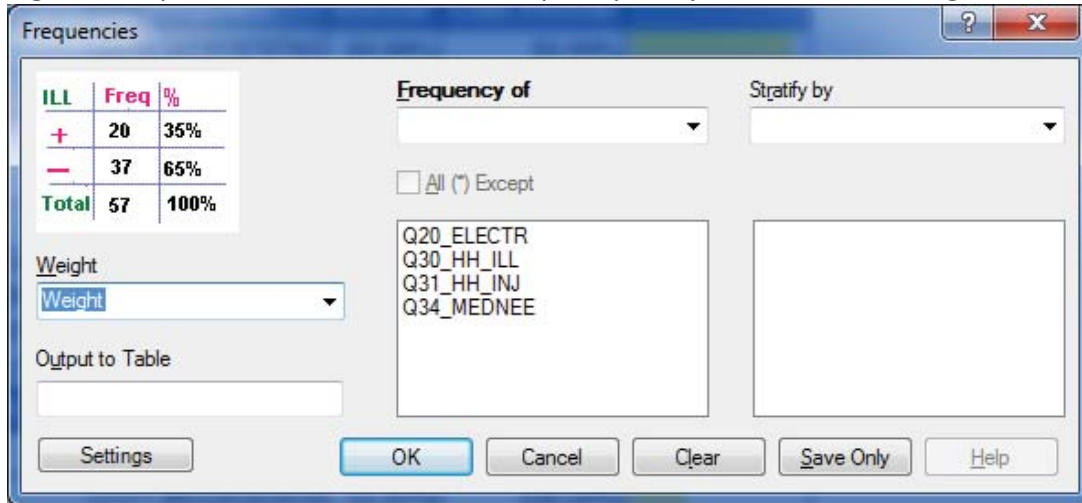 Frequencies
ILL Freq %
+ 20 35%
— 37 65%
Total 57 100%
Weight
Weight
Output to Table
Settings
Frequency of
All (*) Except
Q20_ELECTR
Q30_HH_ILL
Q31_HH_INJ
Q34_MEDNEE
Stratify by
OK Cancel Clear Save Only Help